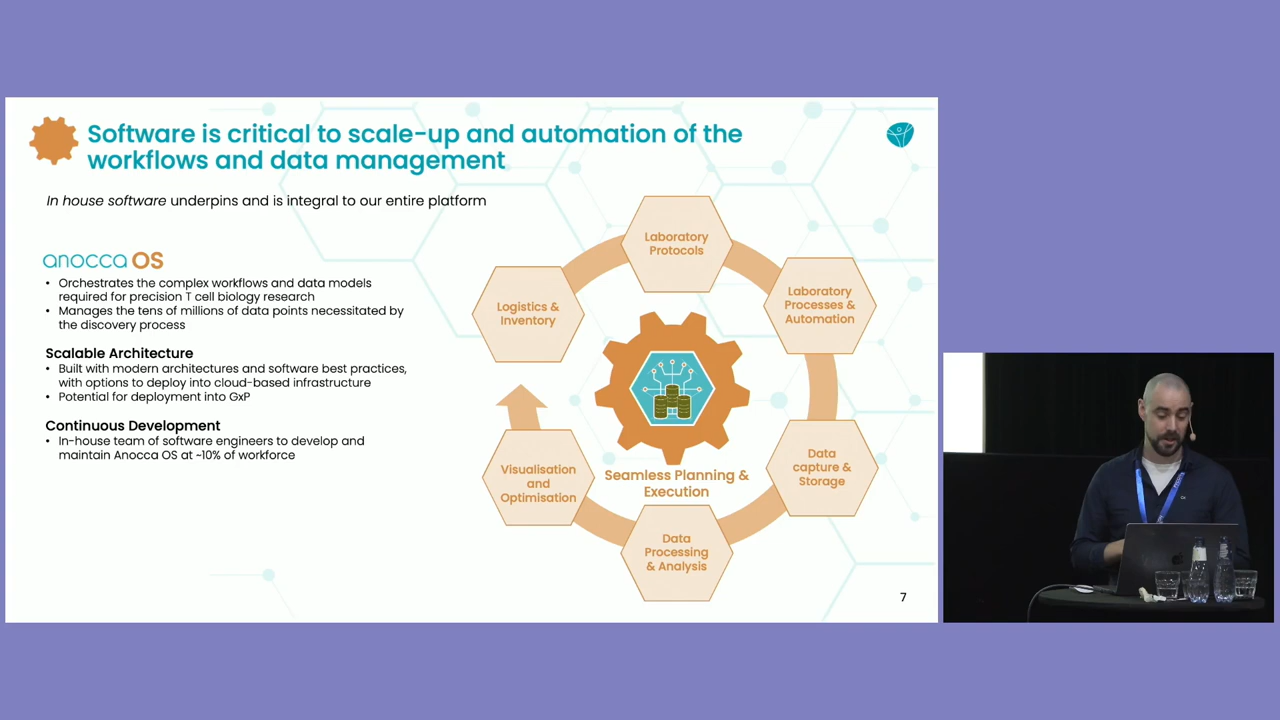 Software is critical to scale-up and automation of the
workflows and data management
In house software underpins and is integral to our entire platform
anocca OS
• Orchestrates the complex workflows and data models
required for precision T cell biology research
• Manages the tens of millions of data points necessitated by
the discovery process
Scalable Architecture
• Built with modern architectures and software best practices,
with options to deploy into cloud-based infrastructure
• Potential for deployment into GxP
Continuous Development
• In-house team of software engineers to develop and
maintain Anocca OS at ~10% of workforce
Laboratory
Protocols
Laboratory
Processes &
Automation
Data
capture &
Storage
Data
Processing
& Analysis
Visualisation
and
Optimisation
Logistics &
Inventory
Seamless Planning &
Execution
7